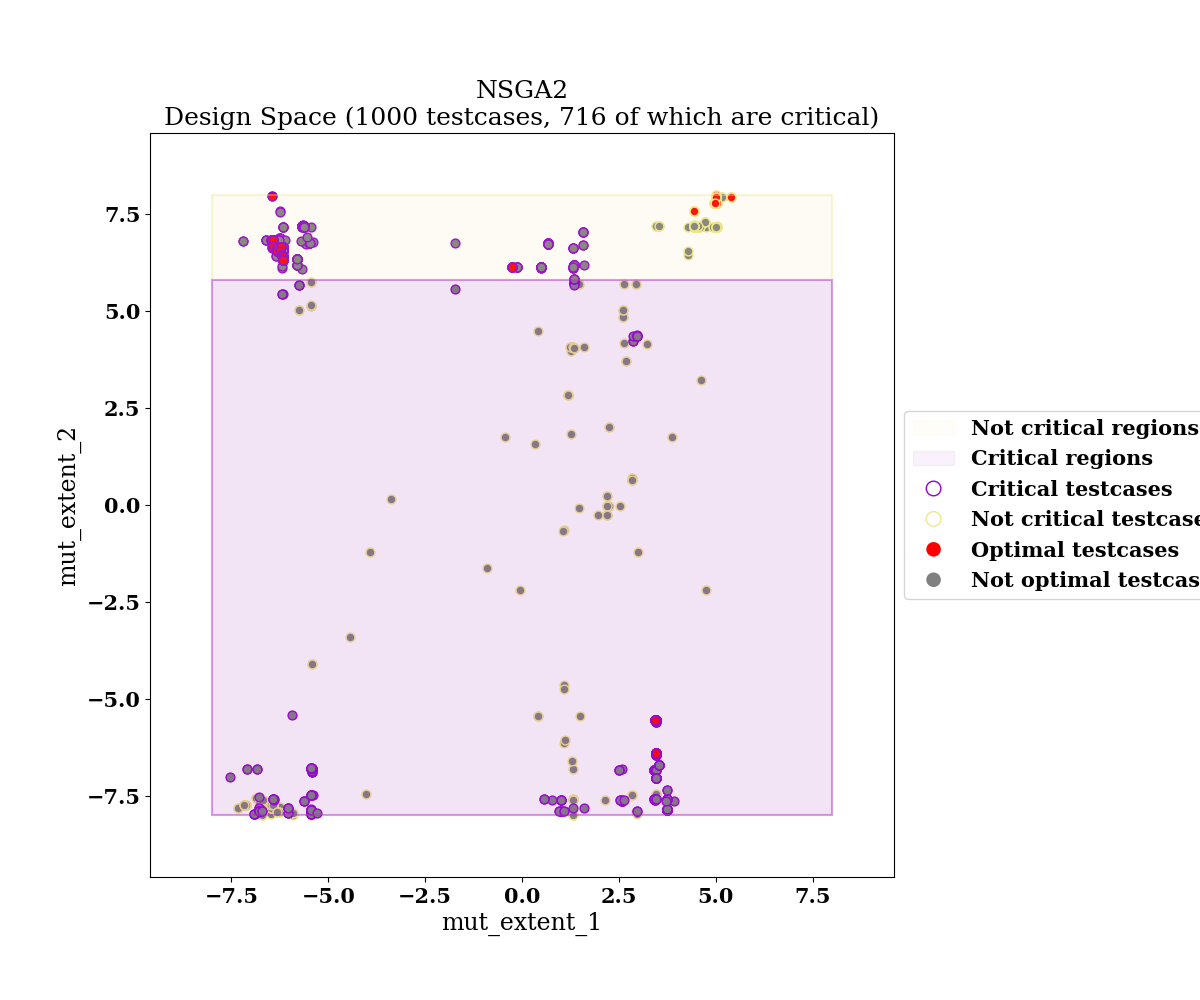 NSGA2
Design Space (1000 testcases, 716 of which are critical)
7.5
5.0
2.5
0.0
−2.5
−5.0
−7.5
mut_extent_2
−7.5
−5.0
−2.5
0.0
2.5
5.0
7.5
mut_extent_1
Not critical regions
Critical regions
Critical testcases
Not critical testcase
Optimal testcases
Not optimal testcas